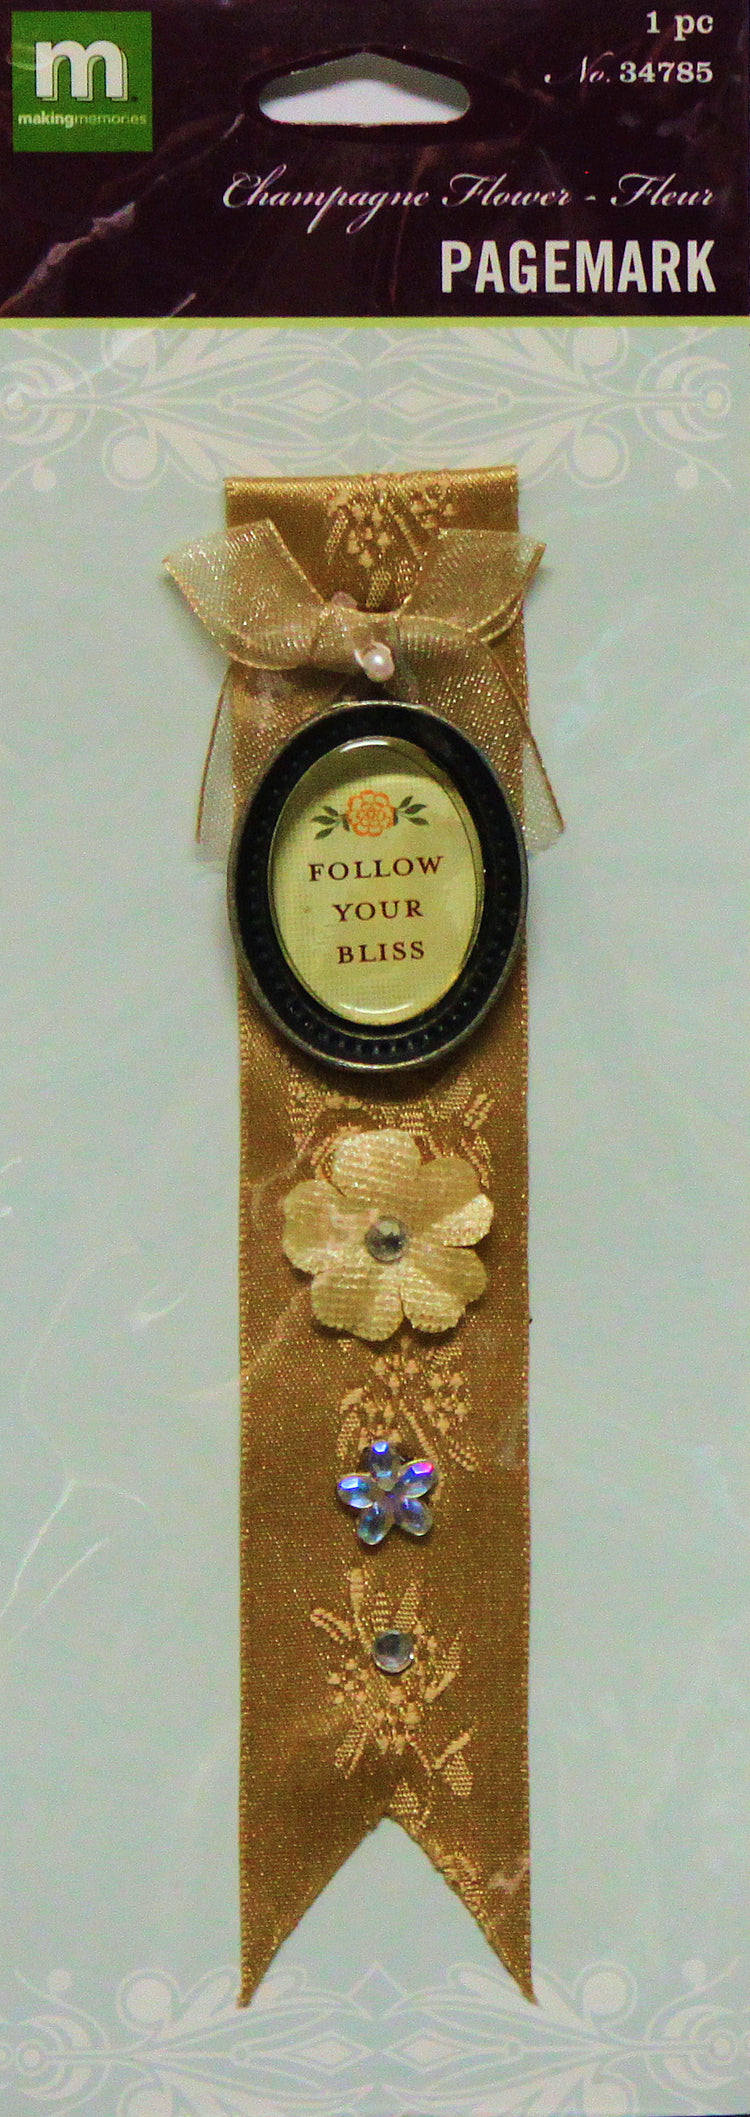 m
makingmemories
1 pc
No. 34785
Champagne Flower - Fleur
PAGEMARK
FOLLOW
YOUR
BLISS